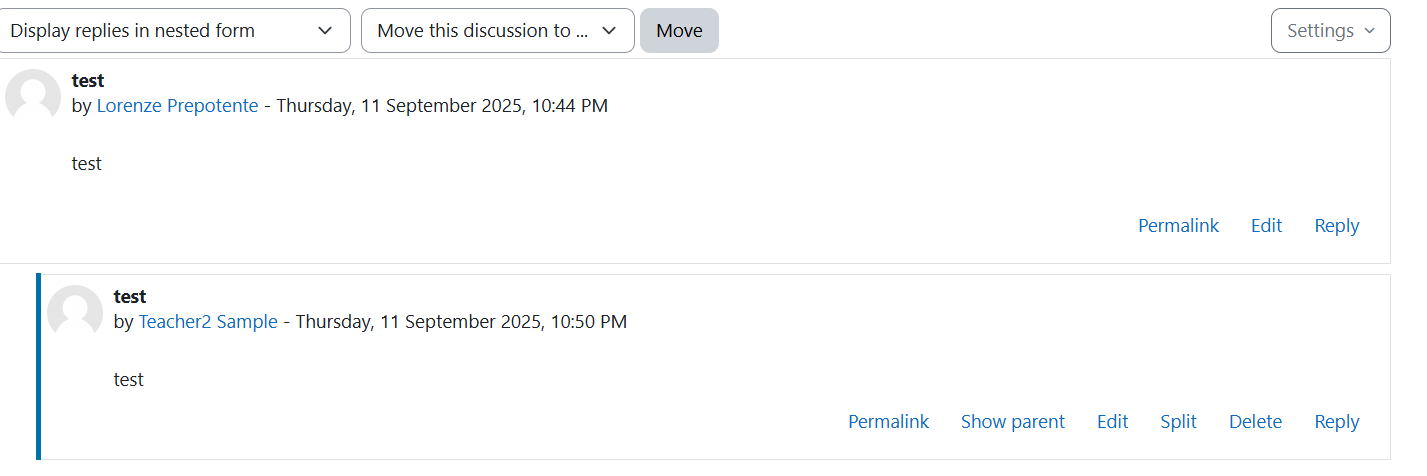 Display replies in nested form Move this discussion to ... Move Settings
test
by Lorenze Prepotente - Thursday, 11 September 2025, 10:44 PM
test
Permalink Edit Reply
test
by Teacher2 Sample - Thursday, 11 September 2025, 10:50 PM
test
Permalink Show parent Edit Split Delete Reply